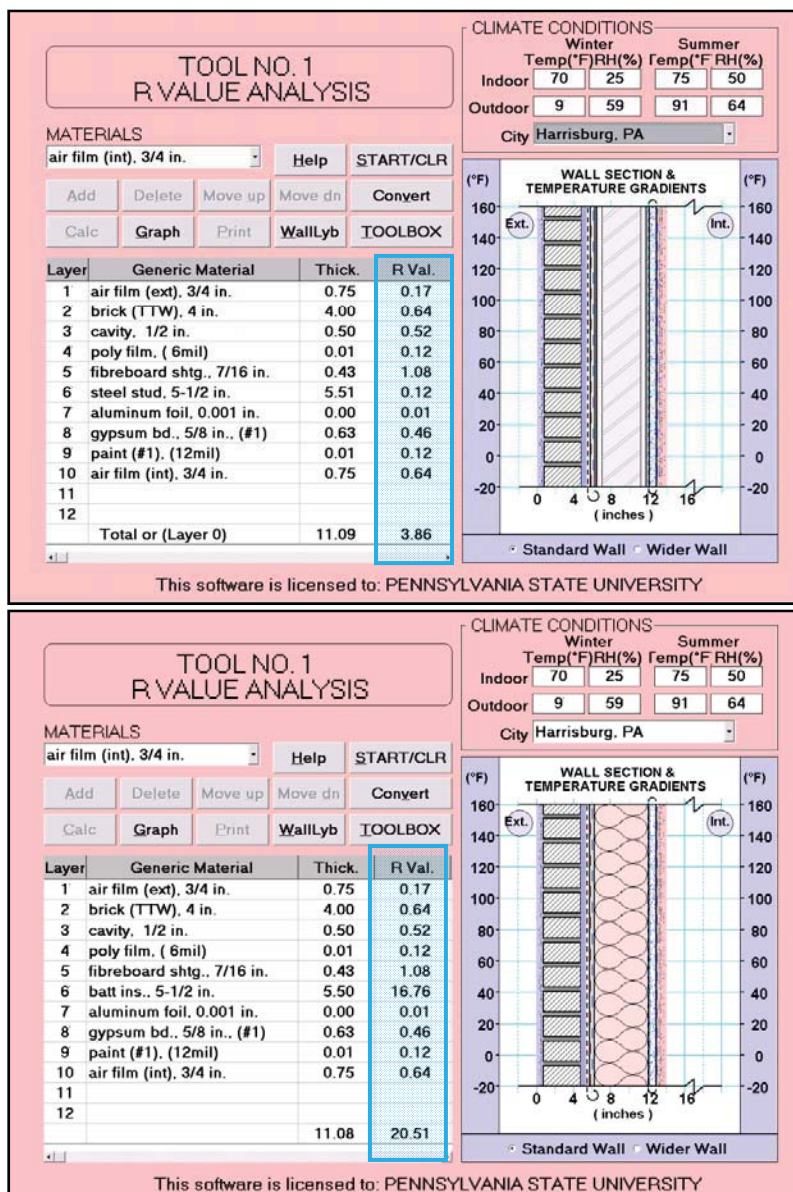 TOOL NO. 1
R VALUE ANALYSIS
CLIMATE CONDITIONS
Winter Summer
Temp(°F) RH(%) Temp(°F RH(%)
Indoor 70 25 75 50
Outdoor 9 59 91 64
City Harrisburg, PA
MATERIALS
air film (int), 3/4 in. Help START/CLR
Add Delete Move up Move dn Convert
Calc Graph Print WallLyb TOOLBOX
Layer Generic Material Thick. R Val.
1 air film (ext), 3/4 in. 0.75 0.17
2 brick (TTW), 4 in. 4.00 0.64
3 cavity, 1/2 in. 0.50 0.52
4 poly film, ( 6mil) 0.01 0.12
5 fibreboard shtg., 7/16 in. 0.43 1.08
6 steel stud, 5-1/2 in. 5.51 0.12
7 aluminum foil, 0.001 in. 0.00 0.01
8 gypsum bd., 5/8 in., (#1) 0.63 0.46
9 paint (#1), (12mil) 0.01 0.12
10 air film (int), 3/4 in. 0.75 0.64
11
12
Total or (Layer 0) 11.09 3.86
(°F) WALL SECTION & (°F)
TEMPERATURE GRADIENTS
160 160
Ext. Int.
140 140
120 120
100 100
80 80
60 60
40 40
20 20
0 0
-20 -20
0 4 8 12 16
( inches )
Standard Wall Wider Wall
This software is licensed to: PENNSYLVANIA STATE UNIVERSITY
TOOL NO. 1
R VALUE ANALYSIS
CLIMATE CONDITIONS
Winter Summer
Temp(°F) RH(%) Temp(°F RH(%)
Indoor 70 25 75 50
Outdoor 9 59 91 64
City Harrisburg, PA
MATERIALS
air film (int), 3/4 in. Help START/CLR
Add Delete Move up Move dn Convert
Calc Graph Print WallLyb TOOLBOX
Layer Generic Material Thick. R Val.
1 air film (ext), 3/4 in. 0.75 0.17
2 brick (TTW), 4 in. 4.00 0.64
3 cavity, 1/2 in. 0.50 0.52
4 poly film, ( 6mil) 0.01 0.12
5 fibreboard shtg., 7/16 in. 0.43 1.08
6 batt ins., 5-1/2 in. 5.50 16.76
7 aluminum foil, 0.001 in. 0.00 0.01
8 gypsum bd., 5/8 in., (#1) 0.63 0.46
9 paint (#1), (12mil) 0.01 0.12
10 air film (int), 3/4 in. 0.75 0.64
11
12
11.08 20.51
(°F) WALL SECTION & (°F)
TEMPERATURE GRADIENTS
160 160
Ext. Int.
140 140
120 120
100 100
80 80
60 60
40 40
20 20
0 0
-20 -20
0 4 8 12 16
( inches )
Standard Wall Wider Wall
This software is licensed to: PENNSYLVANIA STATE UNIVERSITY